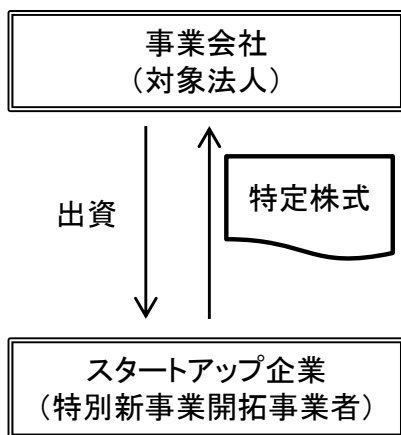 事業会社
（対象法人）
出資
特定株式
スタートアップ企業
（特別新事業開拓事業者）